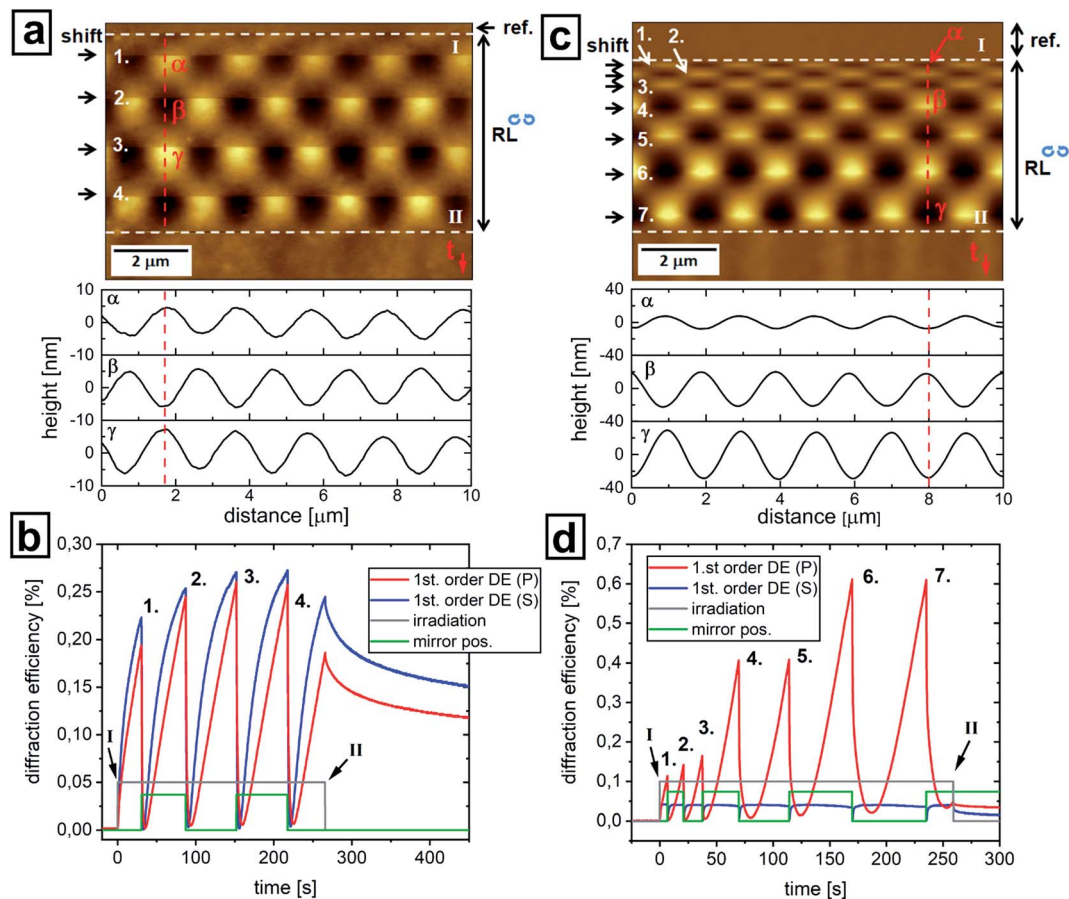 a
shift
1.
2.
3.
4.
α
β
γ
I
II
ref.
RL
t
2 μm
10
0
-10
10
0
-10
10
0
-10
α
β
γ
height [nm]
0 2 4 6 8 10
distance [μm]
c
shift
1.
2.
3.
4.
5.
6.
7.
α
β
γ
I
II
ref.
RL
t
2 μm
40
0
-40
40
0
-40
40
0
-40
α
β
γ
height [nm]
0 2 4 6 8 10
distance [μm]
b
0,30
0,25
0,20
0,15
0,10
0,05
0,00
diffraction efficiency [%]
1.
2.
3.
4.
1st. order DE (P)
1st. order DE (S)
irradiation
mirror pos.
I
II
0 100 200 300 400
time [s]
d
0,7
0,6
0,5
0,4
0,3
0,2
0,1
0,0
diffraction efficiency [%]
1.st order DE (P)
1st. order DE (S)
irradiation
mirror pos.
1.
2.
3.
4.
5.
6.
7.
I
II
0 50 100 150 200 250 300
time [s]